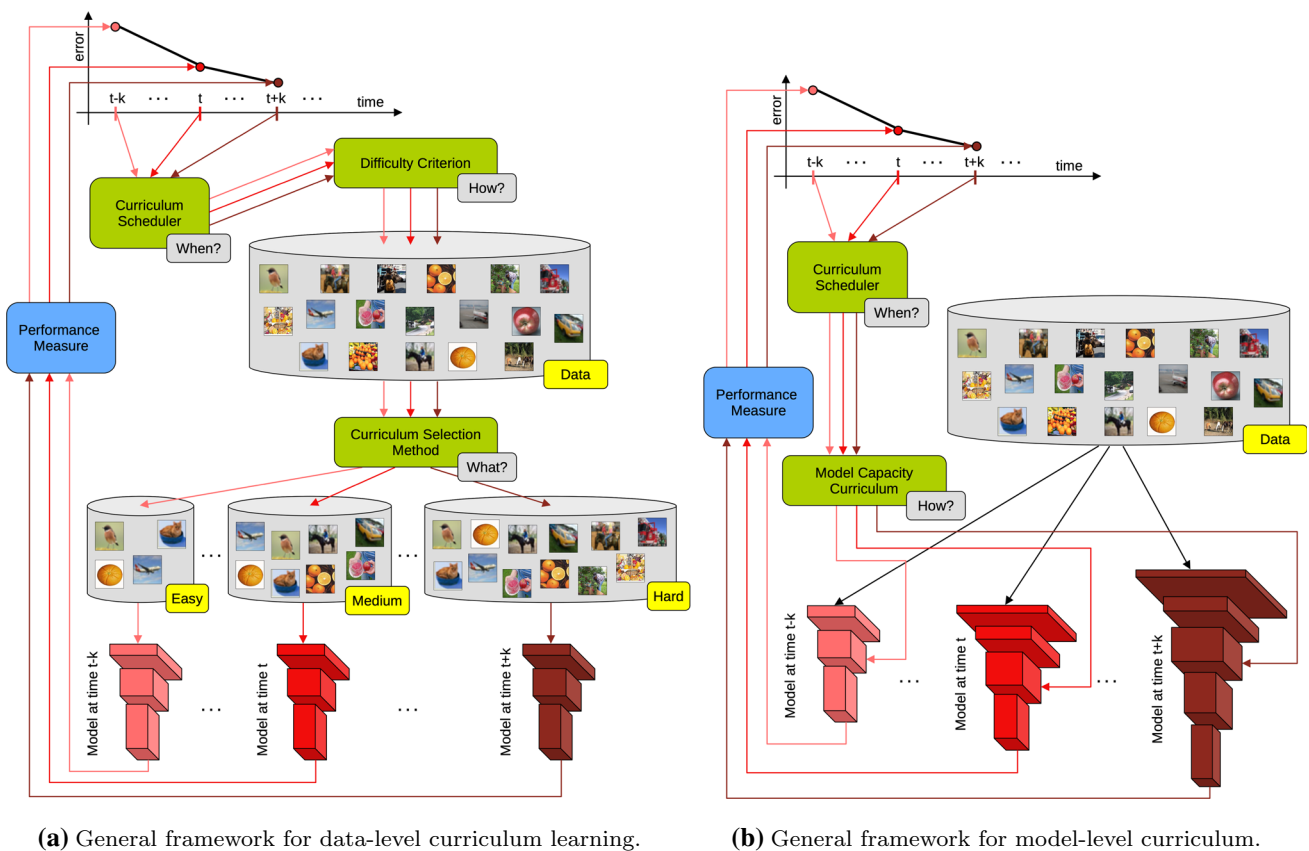 error
t-k ... t ... t+k ...
time
Difficulty Criterion
How?
Curriculum
Scheduler
When?
Performance
Measure
Data
Curriculum Selection
Method
What?
...
...
Easy
Medium
Hard
Model at time t-k
...
Model at time t
...
Model at time t+k
(a) General framework for data-level curriculum learning.
error
t-k ... t ... t+k ...
time
Curriculum
Scheduler
When?
Performance
Measure
Data
Model Capacity
Curriculum
How?
Model at time t-k
...
Model at time t
...
Model at time t+k
(b) General framework for model-level curriculum.